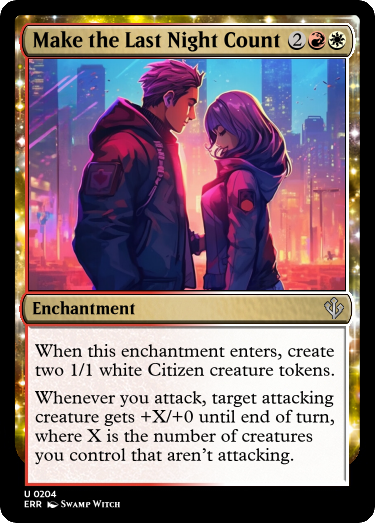 Make the Last Night Count 2
Enchantment
When this enchantment enters, create
two 1/1 white Citizen creature tokens.
Whenever you attack, target attacking
creature gets +X/+0 until end of turn,
where X is the number of creatures
you control that aren't attacking.
U 0204
ERR Swamp Witch